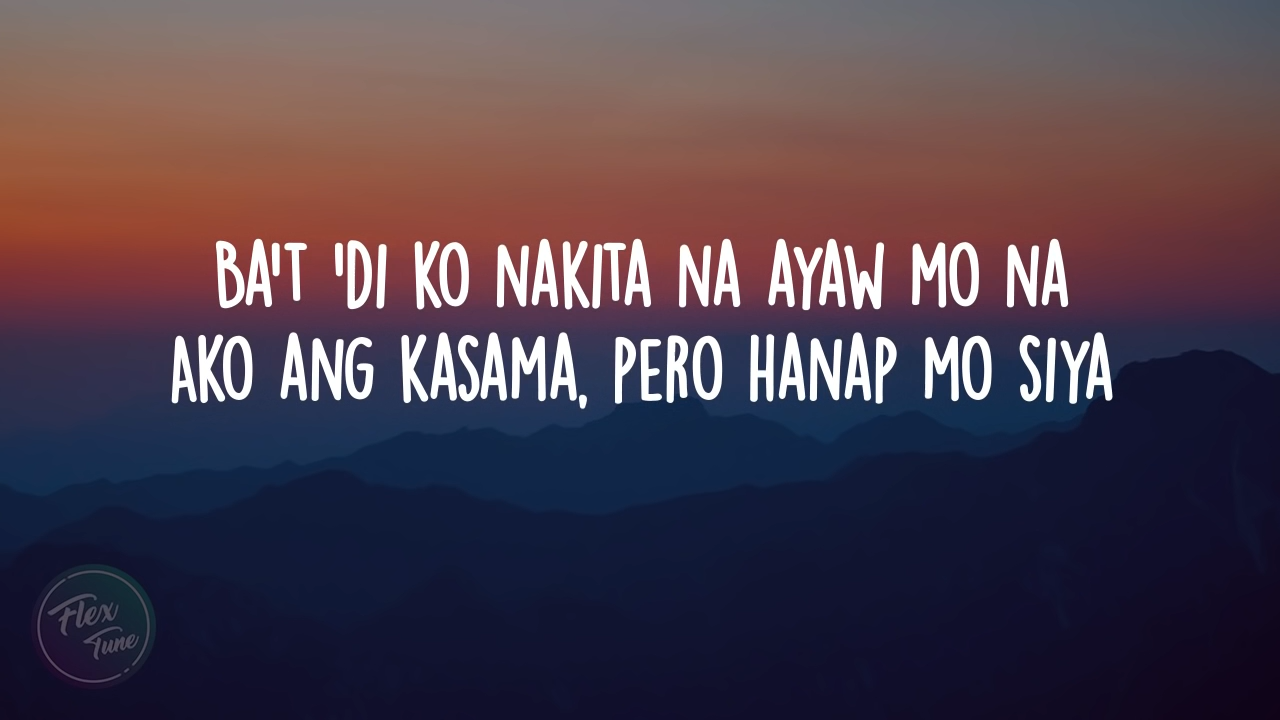 BA'T 'DI KO NAKITA NA AYAW MO NA
AKO ANG KASAMA, PERO HANAP MO SIYA
Flex
Tune